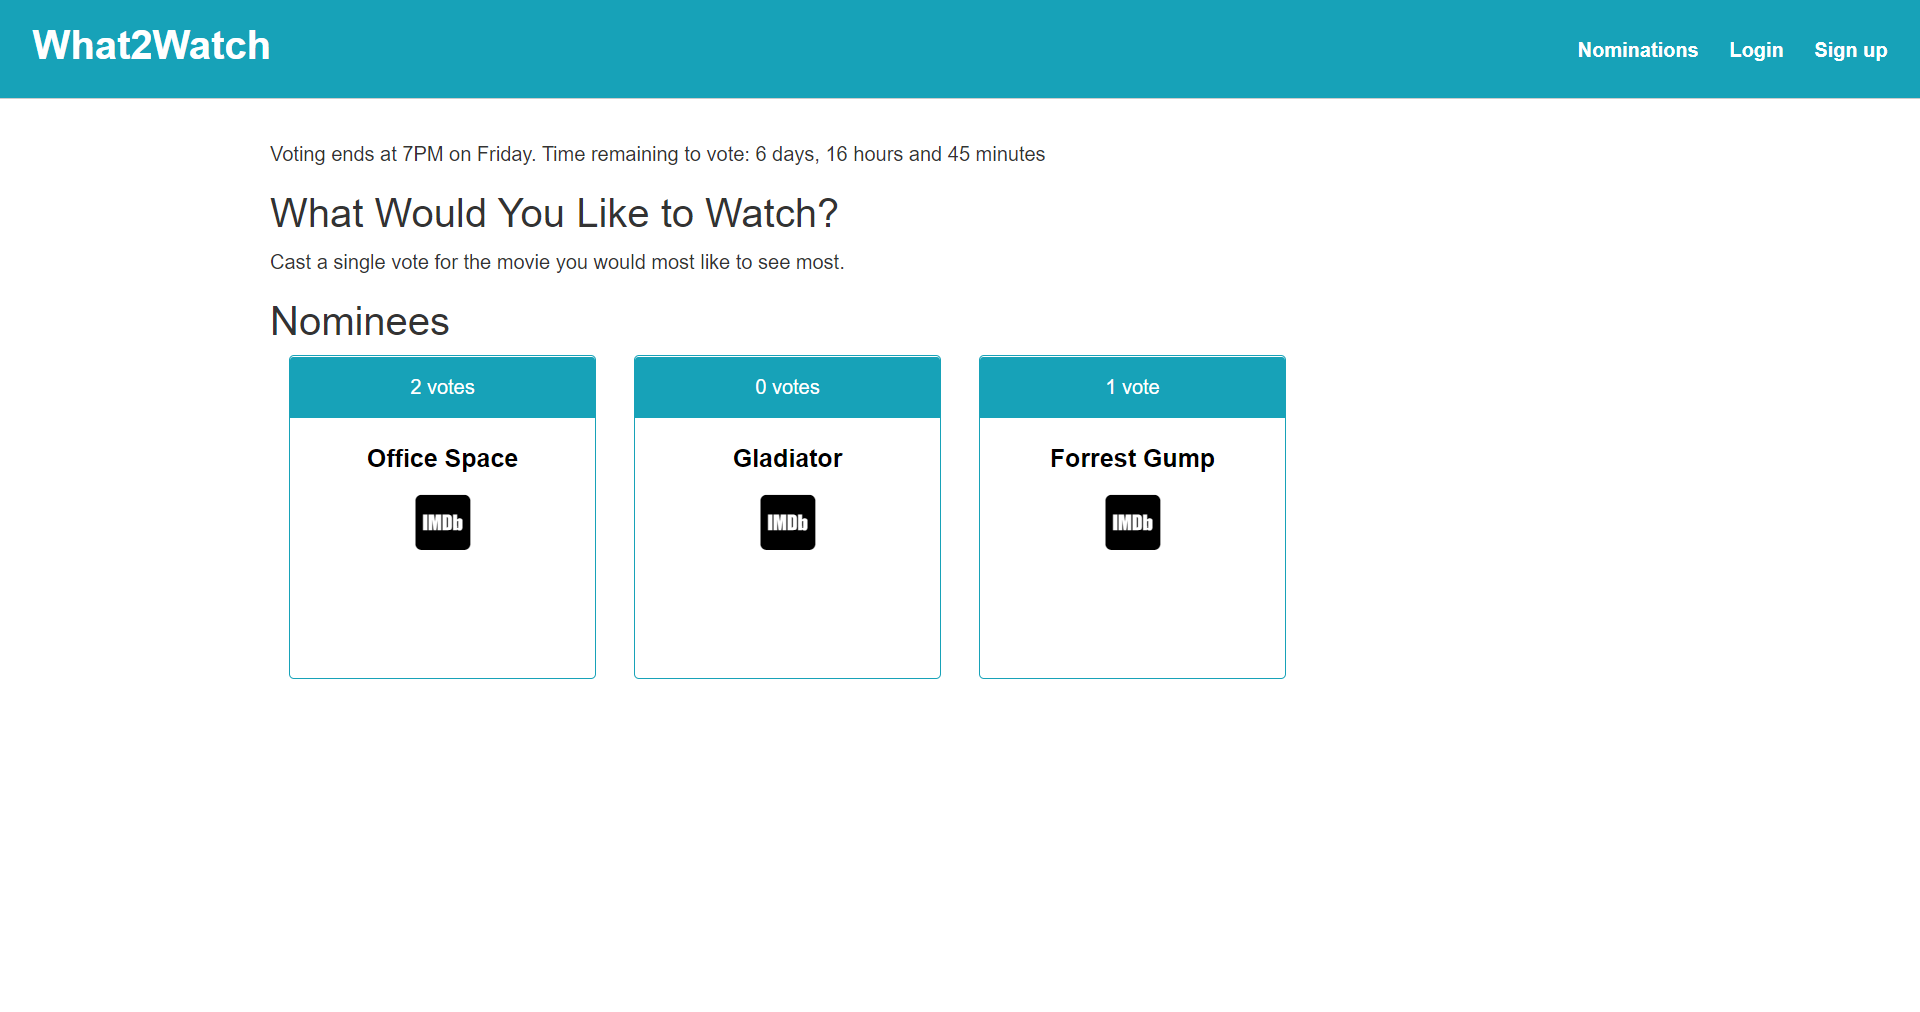 What2Watch
Nominations Login Sign up
Voting ends at 7PM on Friday. Time remaining to vote: 6 days, 16 hours and 45 minutes
What Would You Like to Watch?
Cast a single vote for the movie you would most like to see most.
Nominees
2 votes
Office Space
IMDb
0 votes
Gladiator
IMDb
1 vote
Forrest Gump
IMDb